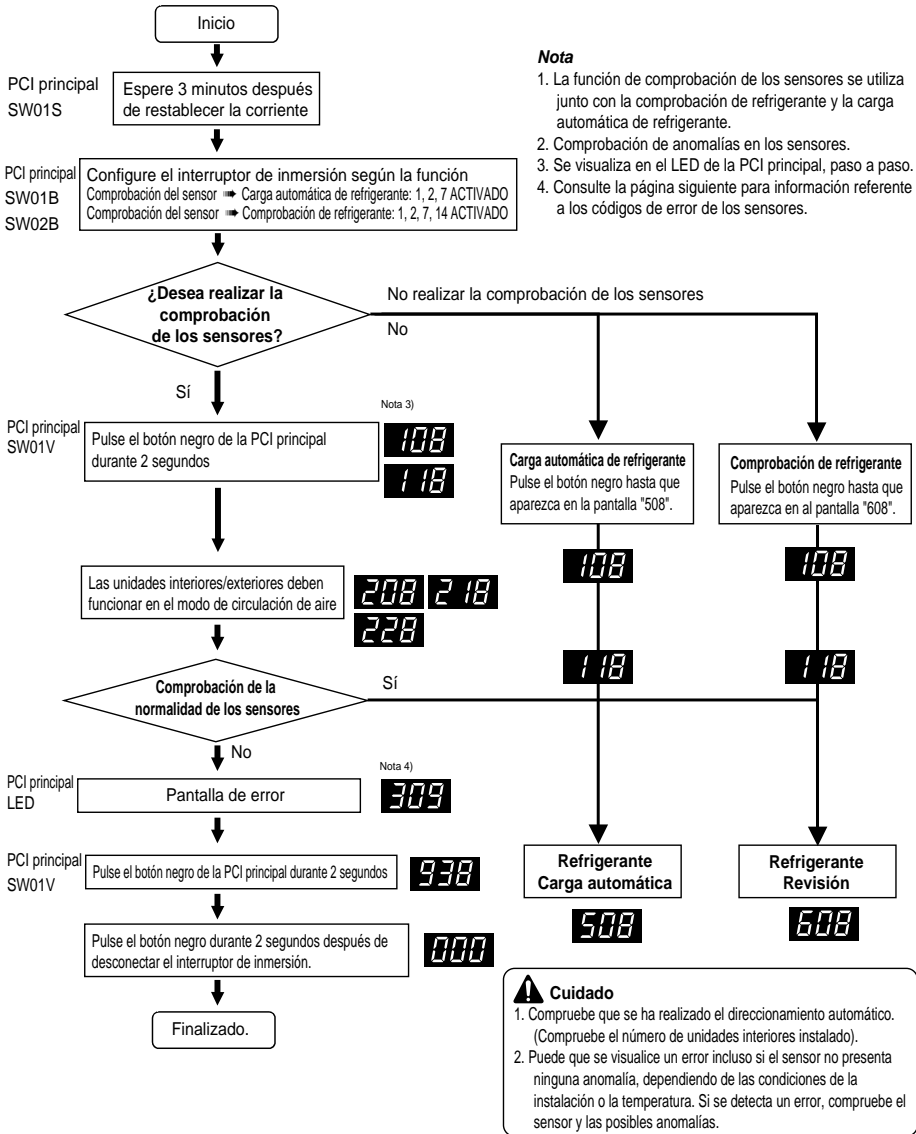 Inicio
PCI principal
SW01S
Espere 3 minutos después
de restablecer la corriente
Nota
1. La función de comprobación de los sensores se utiliza
junto con la comprobación de refrigerante y la carga
automática de refrigerante.
2. Comprobación de anomalías en los sensores.
3. Se visualiza en el LED de la PCI principal, paso a paso.
4. Consulte la página siguiente para información referente
a los códigos de error de los sensores.
PCI principal
SW01B
SW02B
Configure el interruptor de inmersión según la función
Comprobación del sensor ➠ Carga automática de refrigerante: 1, 2, 7 ACTIVADO
Comprobación del sensor ➠ Comprobación de refrigerante: 1, 2, 7, 14 ACTIVADO
¿Desea realizar la
comprobación
de los sensores?
No realizar la comprobación de los sensores
No
Sí
PCI principal
SW01V
Pulse el botón negro de la PCI principal
durante 2 segundos
Nota 3)
108
118
Carga automática de refrigerante
Pulse el botón negro hasta que
aparezca en la pantalla "508".
108
118
Comprobación de refrigerante
Pulse el botón negro hasta que
aparezca en al pantalla "608".
108
118
Las unidades interiores/exteriores deben
funcionar en el modo de circulación de aire
208 218
228
Comprobación de la
normalidad de los sensores
Sí
No
PCI principal
LED
Pantalla de error
Nota 4)
309
PCI principal
SW01V
Pulse el botón negro de la PCI principal durante 2 segundos
938
Pulse el botón negro durante 2 segundos después de
desconectar el interruptor de inmersión.
000
Finalizado.
Refrigerante
Carga automática
508
Refrigerante
Revisión
608
Cuidado
1. Compruebe que se ha realizado el direccionamiento automático.
(Compruebe el número de unidades interiores instalado).
2. Puede que se visualice un error incluso si el sensor no presenta
ninguna anomalía, dependiendo de las condiciones de la
instalación o la temperatura. Si se detecta un error, compruebe el
sensor y las posibles anomalías.